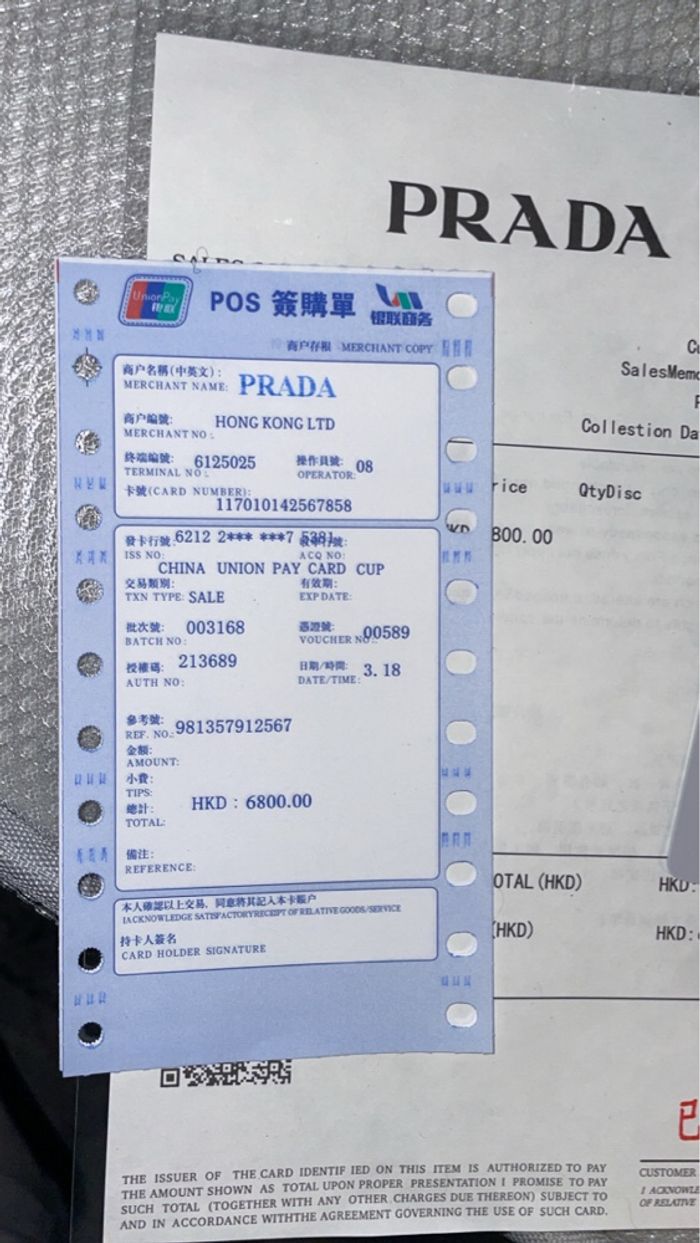 PRADA
SALES
POS 簽購單
UnionPay
银联
银联商务
商户存根 MERCHANT COPY
商户名稱(中英文):
MERCHANT NAME: PRADA
商户編號: HONG KONG LTD
MERCHANT NO:
終端編號: 6125025 操作員號: 08
TERMINAL NO: OPERATOR:
卡號(CARD NUMBER):
117010142567858
發卡行號: 6212 2*** ***7 5381
ISS NO: ACQ NO:
CHINA UNION PAY CARD CUP
交易類別: 有效期:
TXN TYPE: SALE EXP DATE:
批次號: 003168 憑證號: 00589
BATCH NO: VOUCHER NO:
授權碼: 213689 日期/時間: 3. 18
AUTH NO: DATE/TIME:
參考號: 981357912567
REF. NO.:
金額:
AMOUNT:
小費:
TIPS:
總計: HKD : 6800.00
TOTAL:
備注:
REFERENCE:
本人確認以上交易、同意將其記入本卡賬户
IACKNOWLEDGE SATISFACTORYRECEIPT OF RELATIVE GOODS/SERVICE
持卡人簽名
CARD HOLDER SIGNATURE
SalesMemo
Collestion Da
rice QtyDisc
800.00
OTAL (HKD) HKD:
(HKD) HKD:
已
THE ISSUER OF THE CARD IDENTIF IED ON THIS ITEM IS AUTHORIZED TO PAY
THE AMOUNT SHOWN AS TOTAL UPON PROPER PRESENTATION I PROMISE TO PAY
SUCH TOTAL (TOGETHER WITH ANY OTHER CHARGES DUE THEREON) SUBJECT TO
AND IN ACCORDANCE WITHTHE AGREEMENT GOVERNING THE USE OF SUCH CARD.
CUSTOMER
I ACKNOWLE
OF RELATIVE